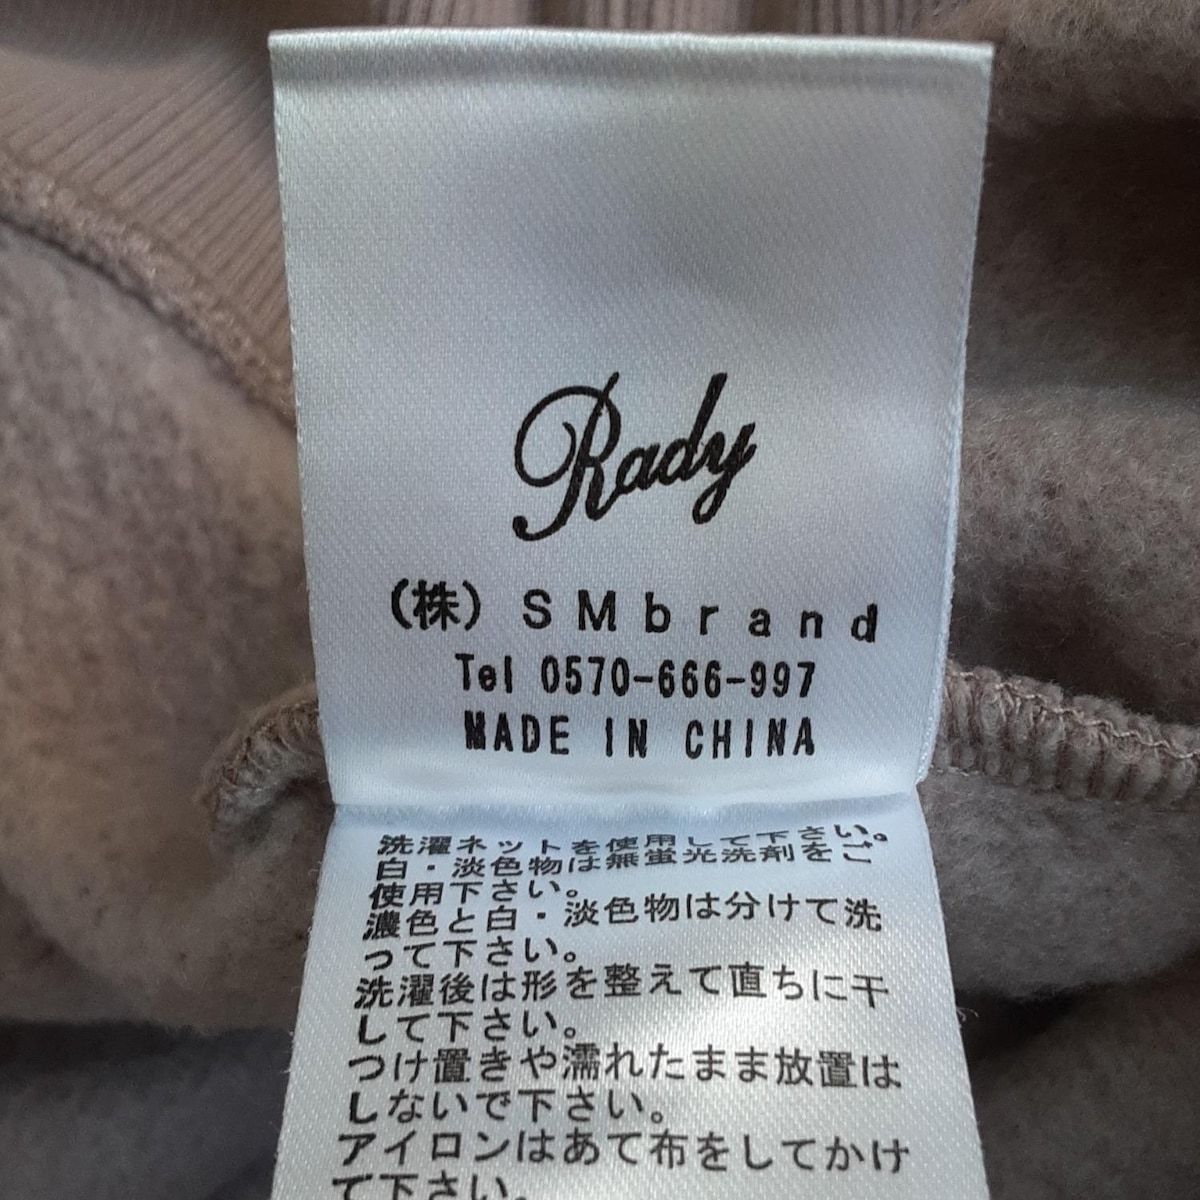 Rady
(株) SMbrand
Tel 0570-666-997
MADE IN CHINA
洗濯ネットを使用して下さい。
白・淡色物は無蛍光洗剤をご
使用下さい。
濃色と白・淡色物は分けて洗
って下さい。
洗濯後は形を整えて直ちに干
して下さい。
つけ置きや濡れたまま放置は
しないで下さい。
アイロンはあて布をしてかけ
て下さい。